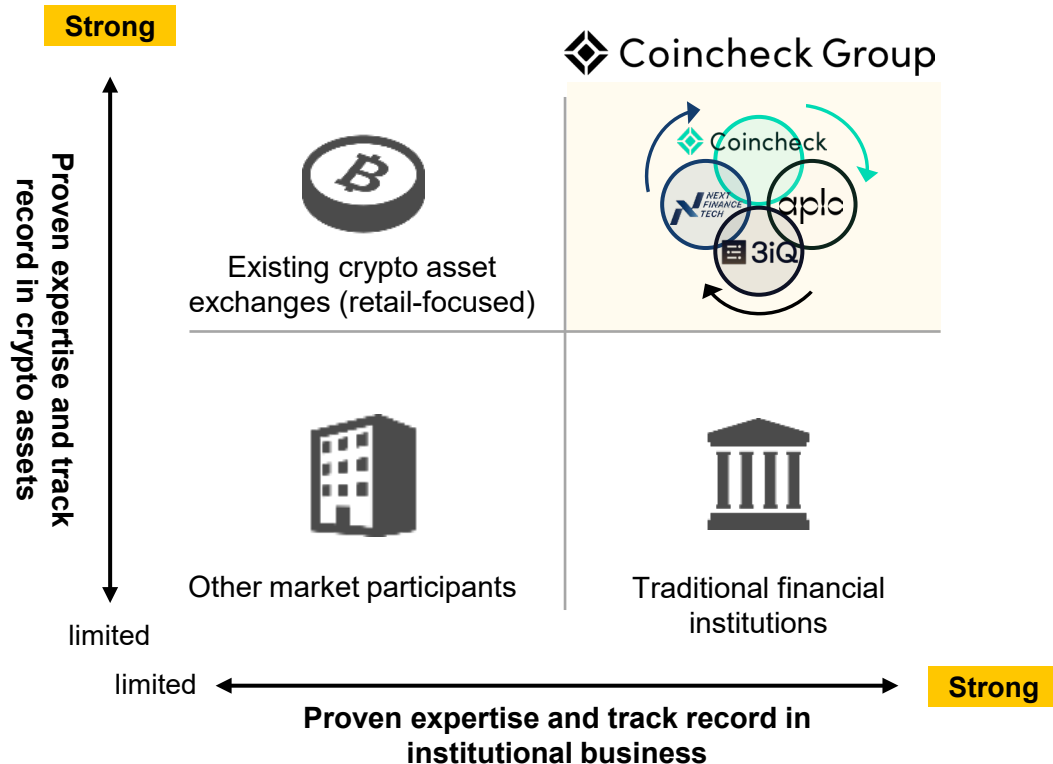 Strong
Coincheck Group
Proven expertise and track
record in crypto assets
Coincheck
NEXT
FINANCE
TECH
aplo
3iQ
Existing crypto asset
exchanges (retail-focused)
Other market participants
Traditional financial
institutions
limited
limited
Strong
Proven expertise and track record in
institutional business